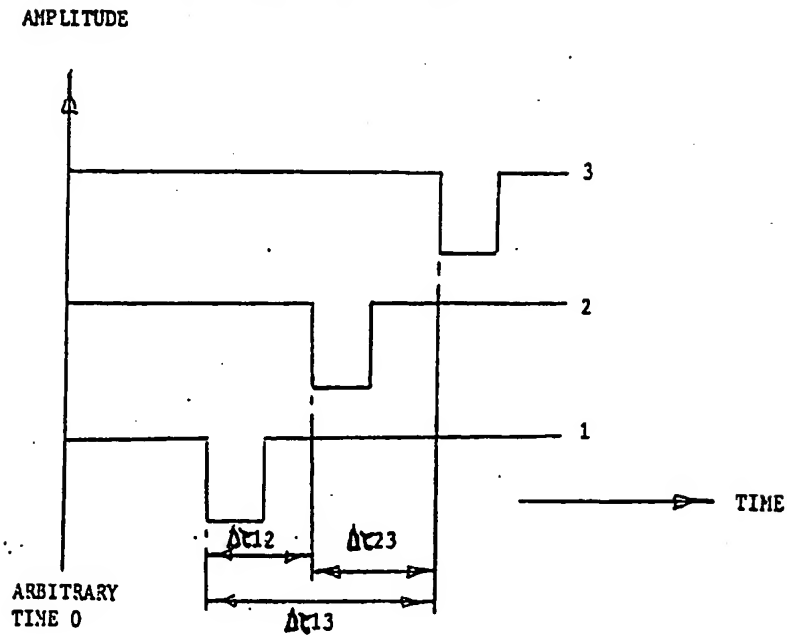 AMPLITUDE
3
2
1
TIME
Δτ12
Δτ23
ARBITRARY
TIME 0
Δτ13